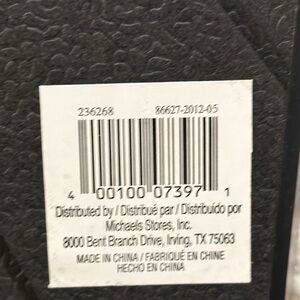 236268 86627-2012-05
4 00100 07397 1
Distributed by / Distribué par / Distribuido por
Michaels Stores, Inc.
8000 Bent Branch Drive, Irving, TX 75063
MADE IN CHINA / FABRIQUÉ EN CHINE
HECHO EN CHINA